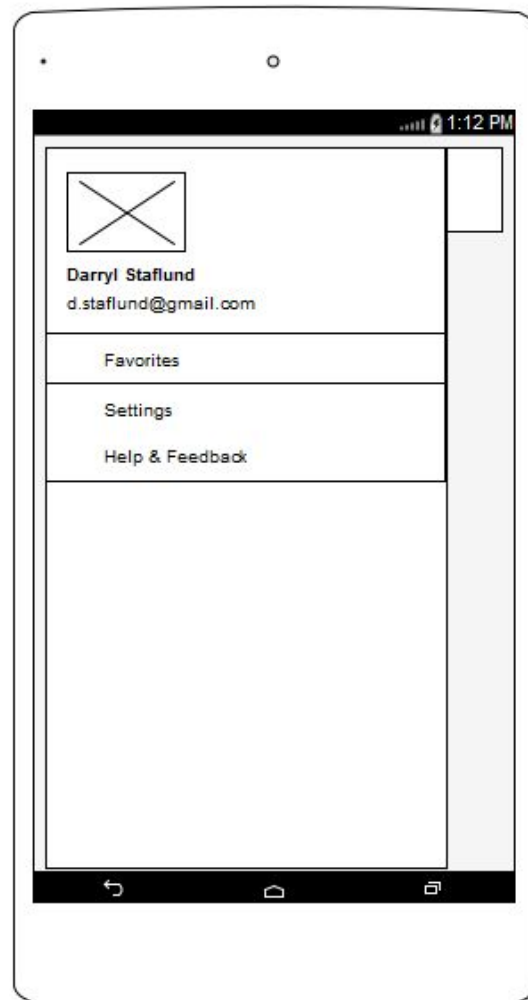 1:12 PM
Darryl Staflund
d.staflund@gmail.com
Favorites
Settings
Help & Feedback